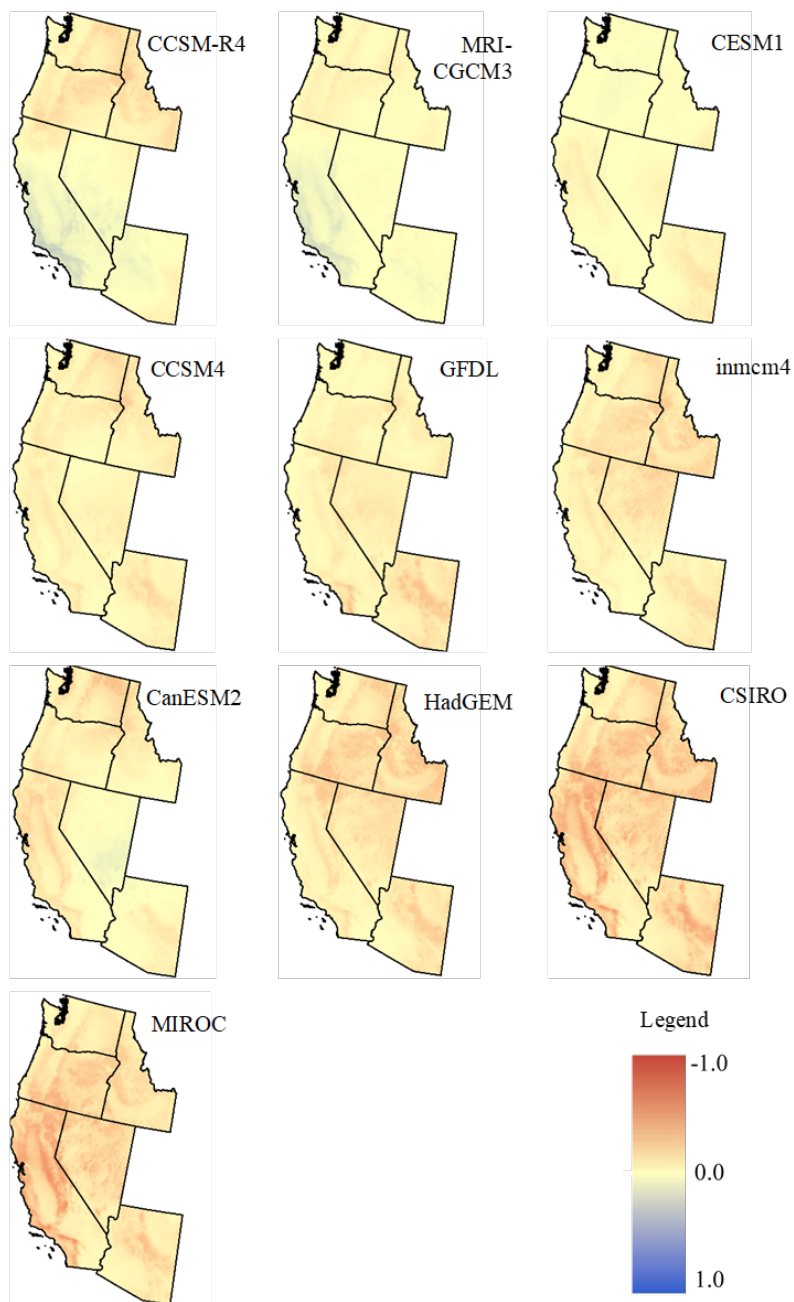 CCSM-R4
MRI-
CGCM3
CESM1
CCSM4
GFDL
inmcm4
CanESM2
HadGEM
CSIRO
MIROC
Legend
-1.0
0.0
1.0